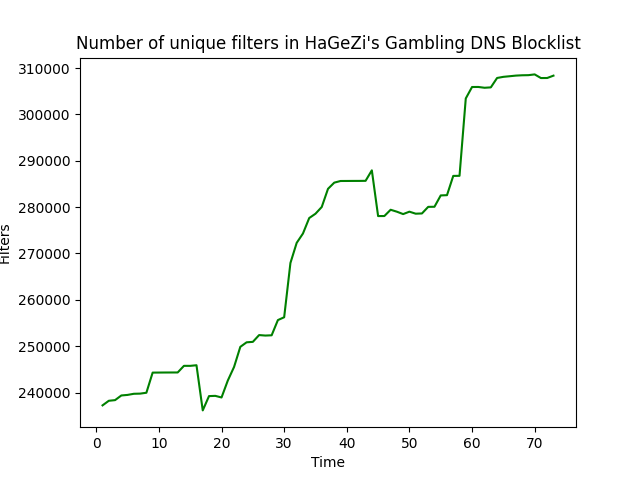 Number of unique filters in HaGeZi's Gambling DNS Blocklist
310000
300000
290000
280000
270000
260000
250000
240000
Filters
0 10 20 30 40 50 60 70
Time